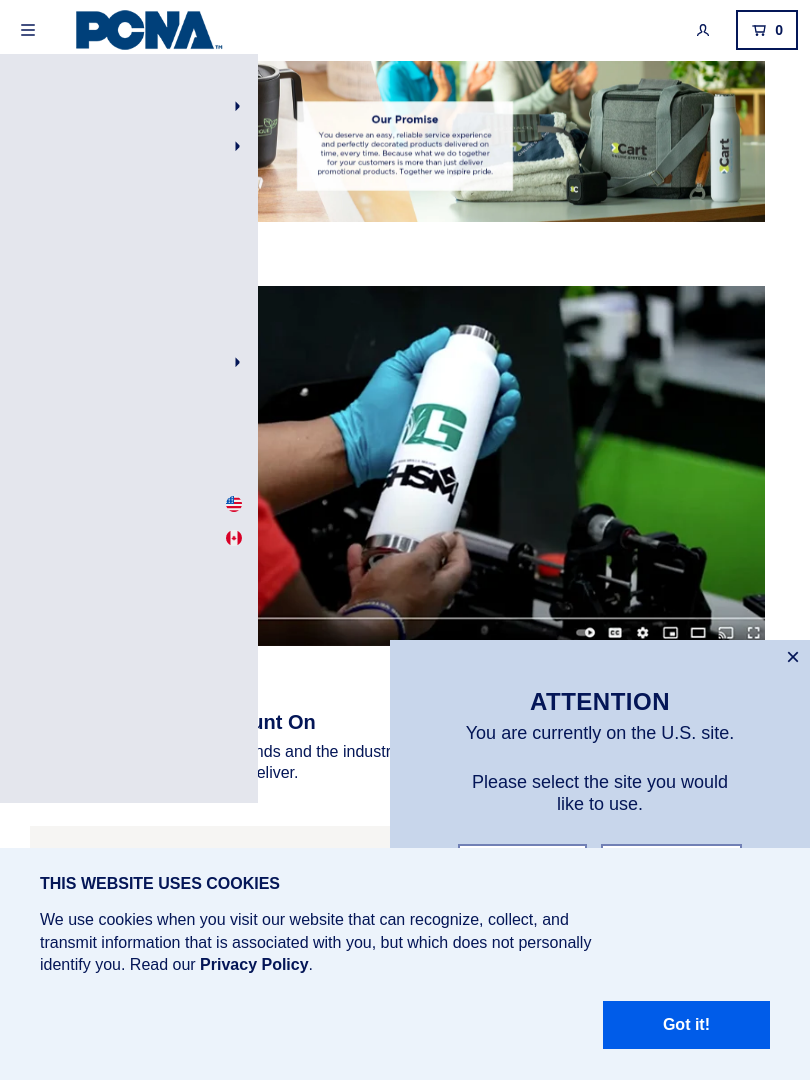 PCNA™
0
Our Promise
You deserve an easy, reliable service experience
and perfectly decorated products delivered on
time, every time. Because what we do together
for your customers is more than just deliver
promotional products. Together we inspire pride.
Cart
Cart
C
G
GHSM
CC
unt On
nds and the industr
eliver.
ATTENTION
You are currently on the U.S. site.
Please select the site you would
like to use.
THIS WEBSITE USES COOKIES
We use cookies when you visit our website that can recognize, collect, and
transmit information that is associated with you, but which does not personally
identify you. Read our Privacy Policy.
Got it!